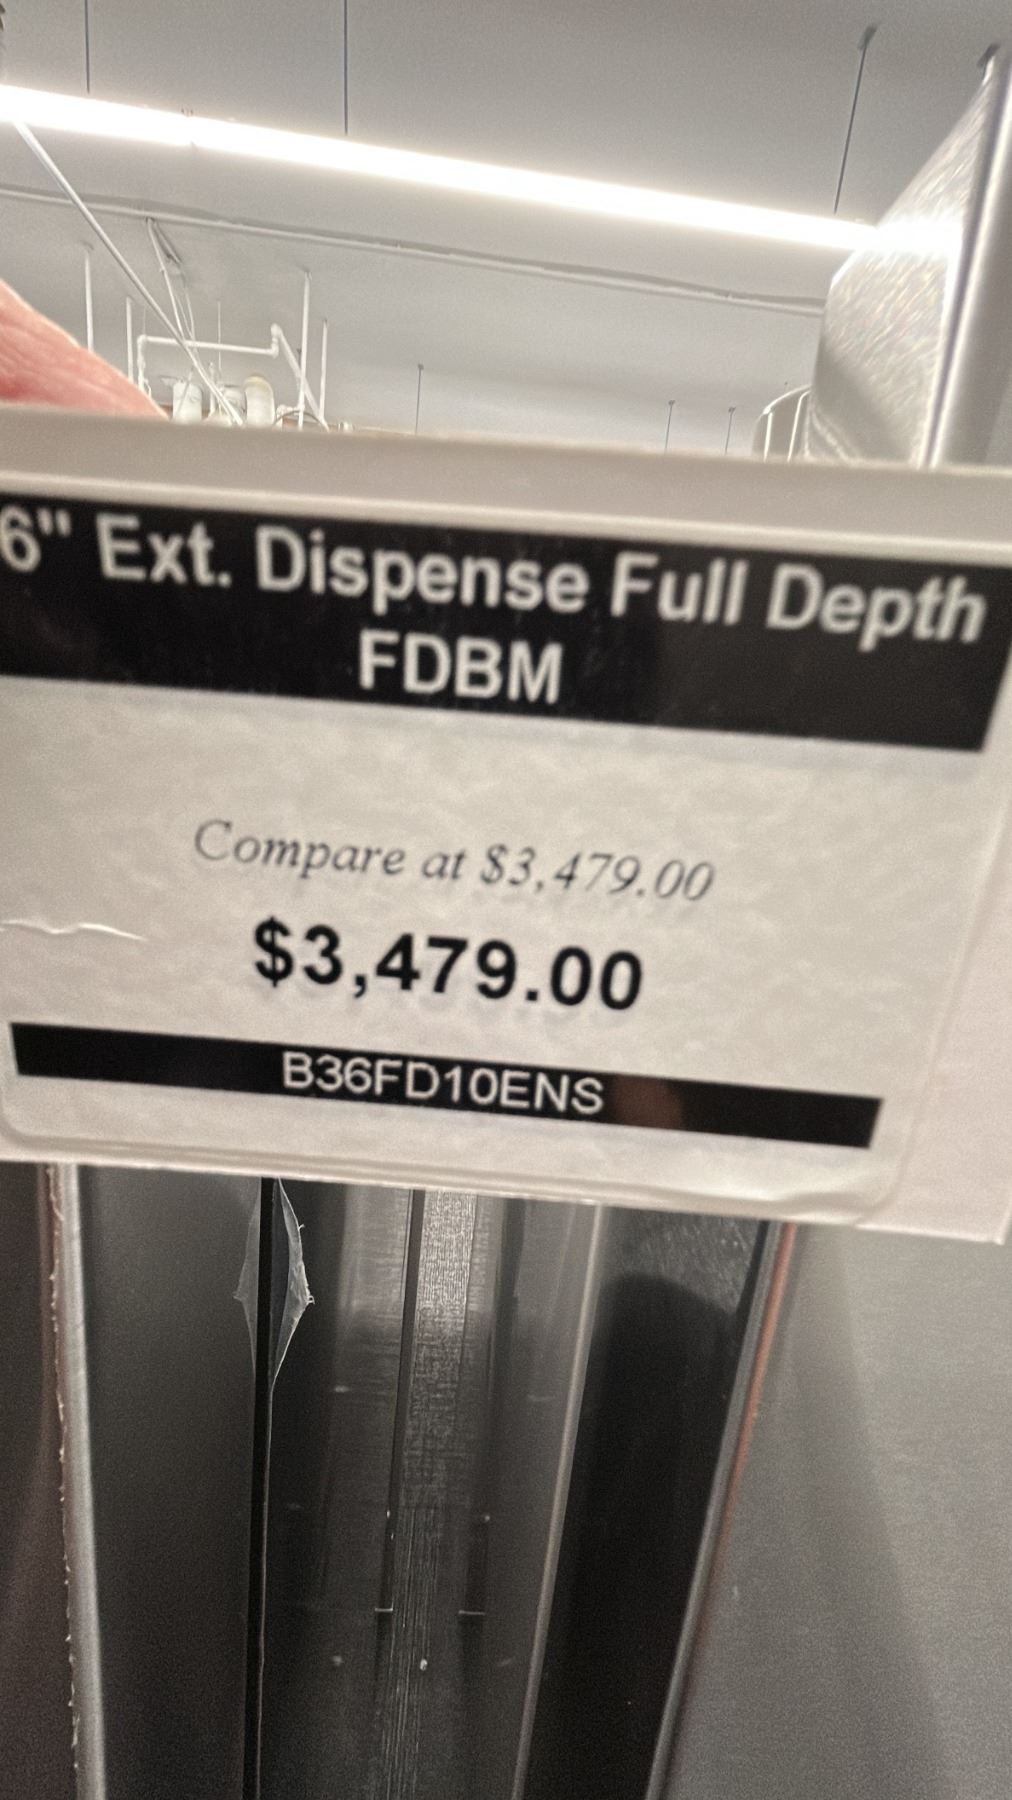 6" Ext. Dispense Full Depth
FDBM
Compare at $3,479.00
$3,479.00
B36FD10ENS